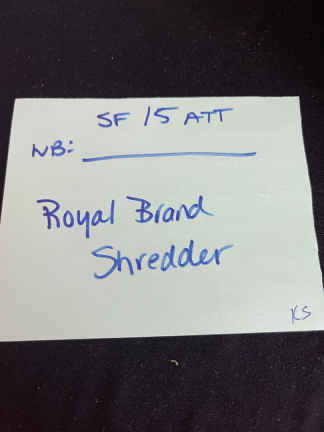 SF 15 ATT
NB:
Royal Brand
Shredder
KS